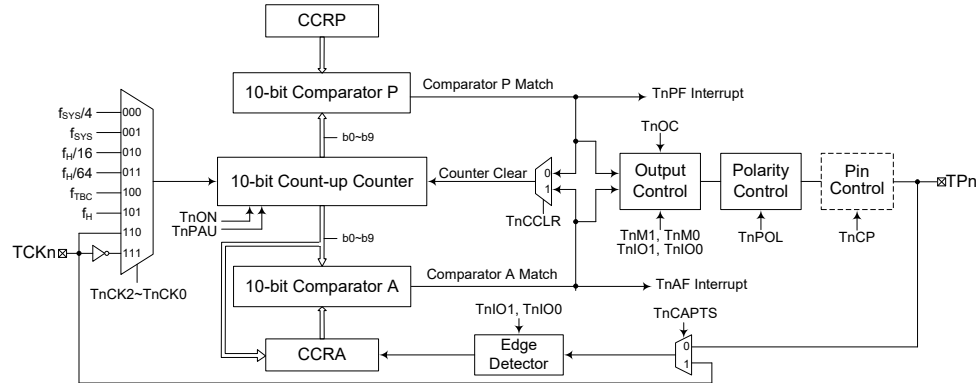 CCRP
10-bit Comparator P
Comparator P Match
TnPF Interrupt
b0~b9
TnOC
fSYS/4
000
fSYS
001
fH/16
010
fH/64
011
fTBC
100
fH
101
110
111
TCKn
TnCK2~TnCK0
10-bit Count-up Counter
Counter Clear
0
1
TnCCLR
Output
Control
Polarity
Control
Pin
Control
TPn
TnON
TnPAU
TnM1, TnM0
TnIO1, TnIO0
TnPOL
TnCP
b0~b9
10-bit Comparator A
Comparator A Match
TnAF Interrupt
TnIO1, TnIO0
TnCAPTS
CCRA
Edge
Detector
0
1